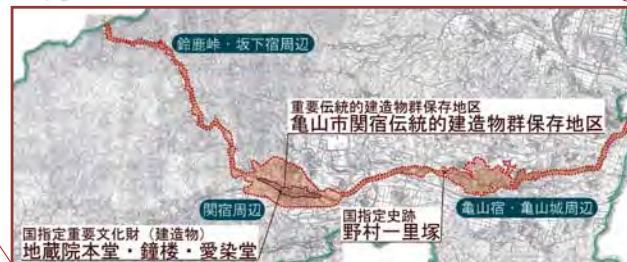 鈴鹿峠・坂下宿周辺
重要伝統的建造物群保存地区
亀山市関宿伝統的建造物群保存地区
関宿周辺
国指定史跡
野村一里塚
亀山宿・亀山城周辺
国指定重要文化財（建造物）
地蔵院本堂・鐘楼・愛染堂